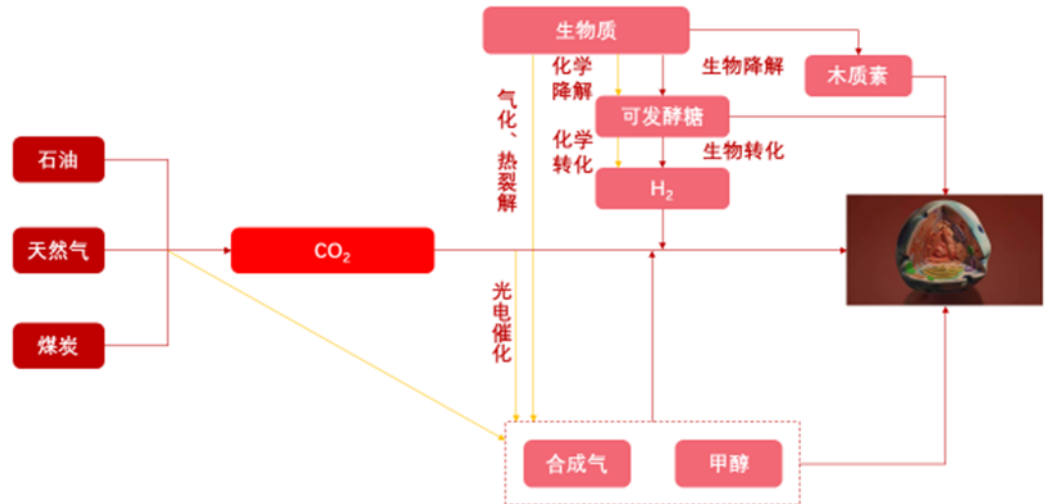 生物质
化学
降解
生物降解
木质素
气化、热裂解
可发酵糖
化学
转化
生物转化
石油
H₂
天然气
CO₂
光电催化
煤炭
合成气
甲醇